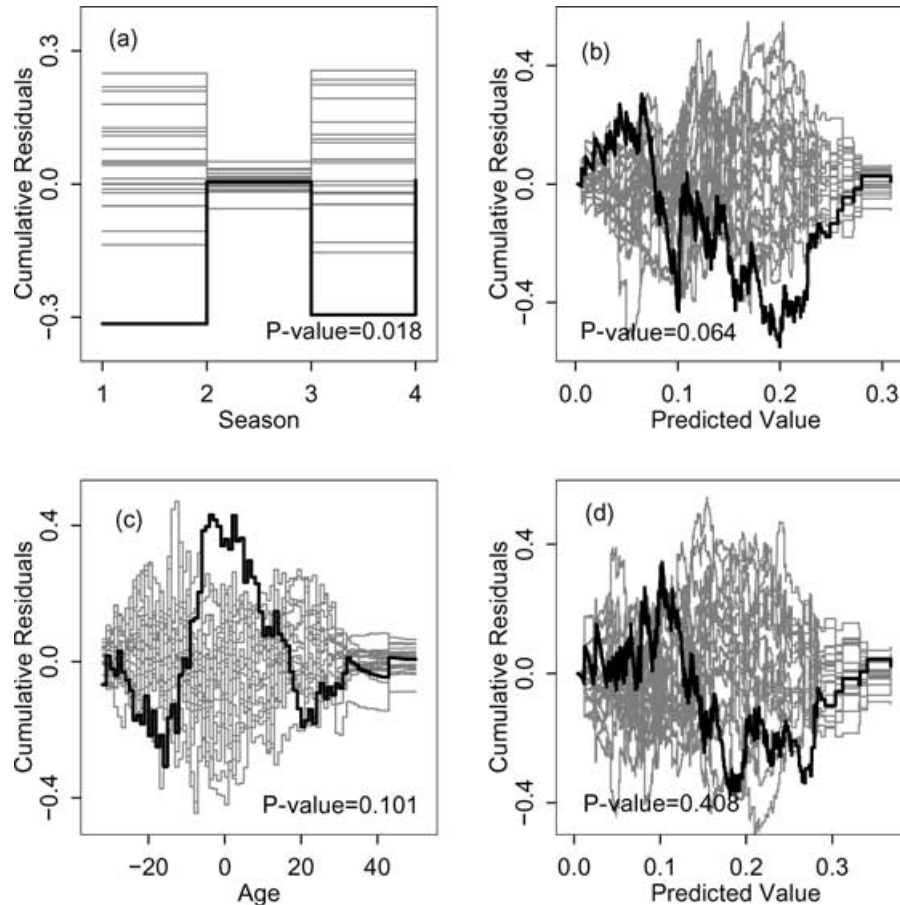 (a)
Cumulative Residuals
0.3
0.0
−0.3
P-value=0.018
1 2 3 4
Season
(b)
Cumulative Residuals
0.4
0.0
−0.4
P-value=0.064
0.0 0.1 0.2 0.3
Predicted Value
(c)
Cumulative Residuals
0.4
0.0
−0.4
P-value=0.101
−20 0 20 40
Age
(d)
Cumulative Residuals
0.4
0.0
−0.4
P-value=0.408
0.0 0.1 0.2 0.3
Predicted Value